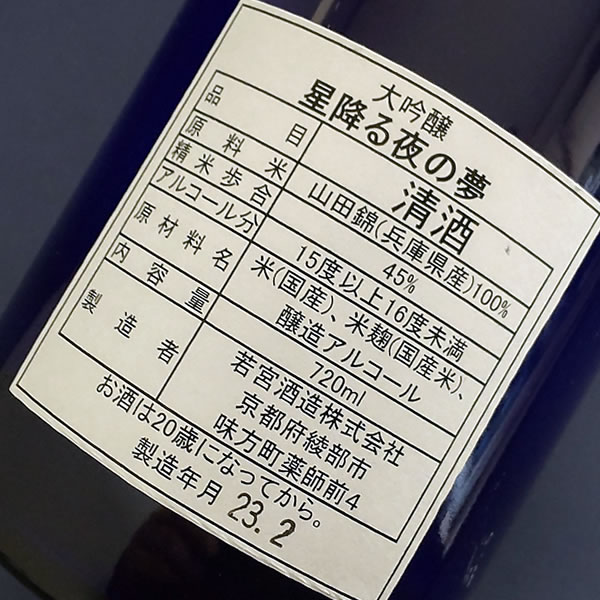 大吟醸
星降る夜の夢
品目 清酒
原料米 山田錦(兵庫県産)100%
精米歩合 45%
アルコール分 15度以上16度未満
原材料名 米(国産)、米麹(国産米)、
醸造アルコール
内容量 720ml
製造者 若宮酒造株式会社
京都府綾部市
味方町薬師前4
お酒は20歳になってから。
製造年月 23.2